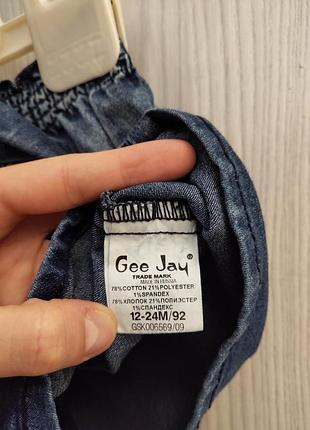 Gee Jay
TRADE MARK
MADE IN RUSSIA
78%COTTON 21%POLYESTER
1%SPANDEX
78%ХЛОПОК 21%ПОЛИЭСТЕР
1%СПАНДЕКС
12-24M/92
GSK006569/09